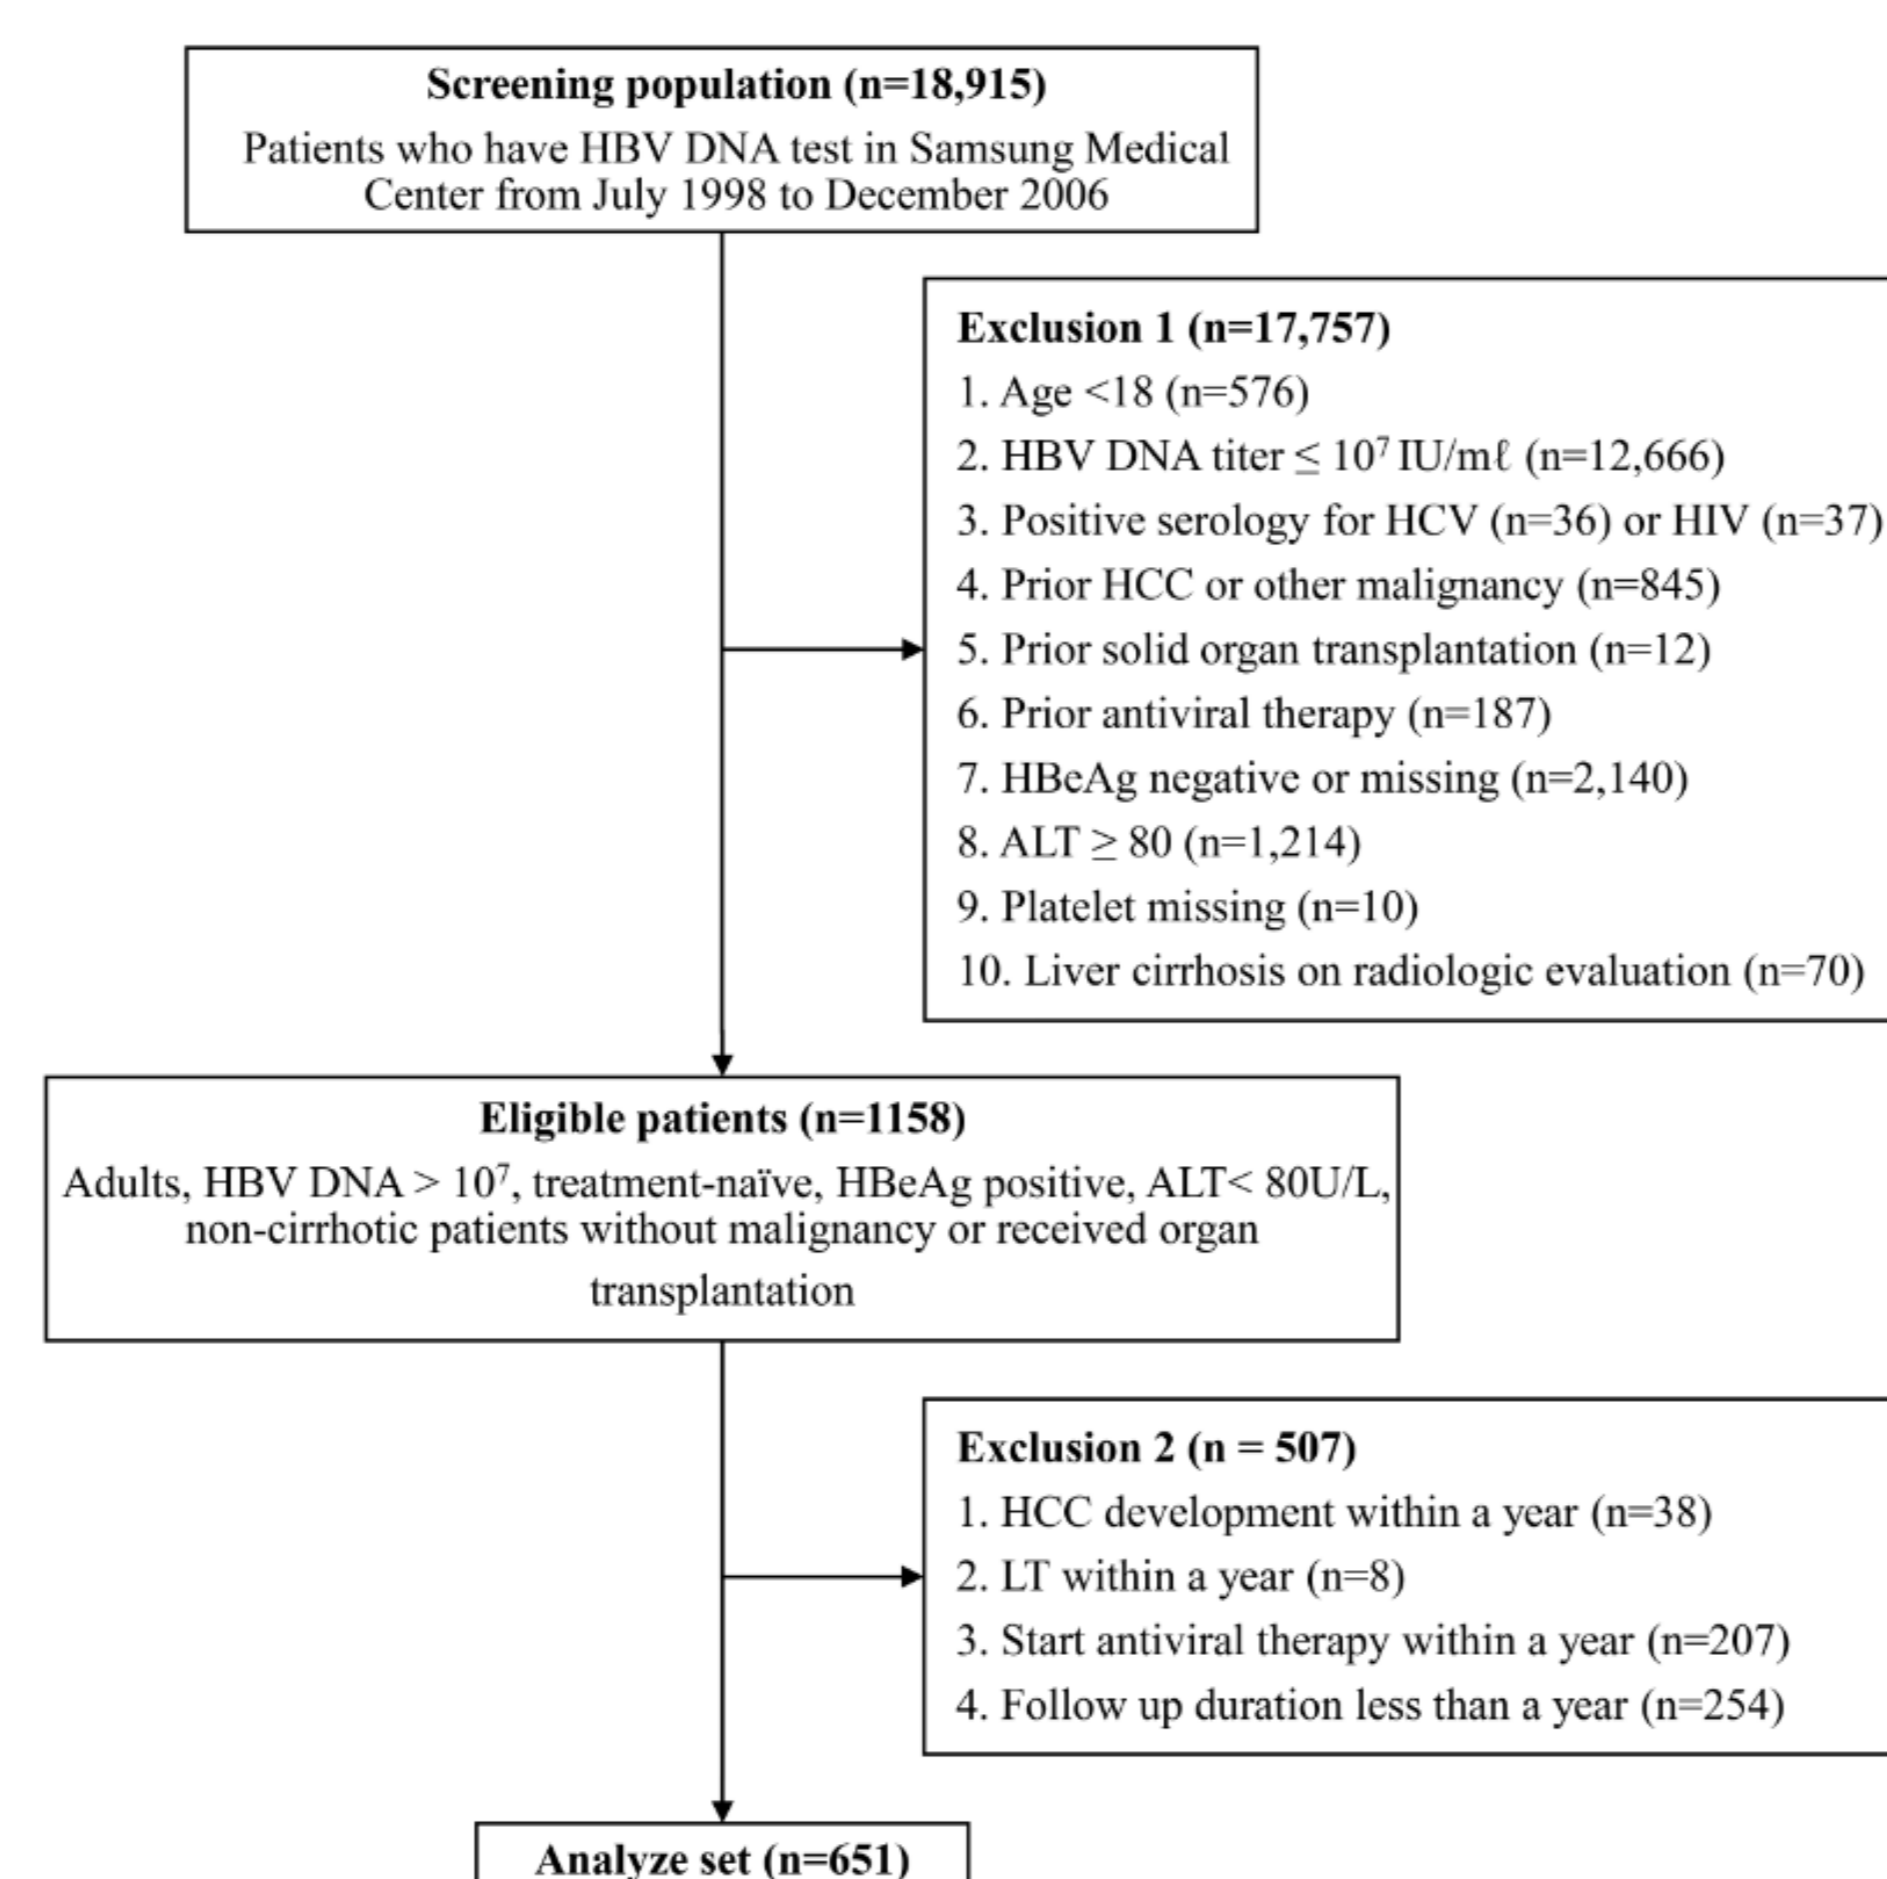 Screening population (n=18,915)
Patients who have HBV DNA test in Samsung Medical
Center from July 1998 to December 2006
Exclusion 1 (n=17,757)
1. Age <18 (n=576)
2. HBV DNA titer ≤ 10⁷ IU/mℓ (n=12,666)
3. Positive serology for HCV (n=36) or HIV (n=37)
4. Prior HCC or other malignancy (n=845)
5. Prior solid organ transplantation (n=12)
6. Prior antiviral therapy (n=187)
7. HBeAg negative or missing (n=2,140)
8. ALT ≥ 80 (n=1,214)
9. Platelet missing (n=10)
10. Liver cirrhosis on radiologic evaluation (n=70)
Eligible patients (n=1158)
Adults, HBV DNA > 10⁷, treatment-naïve, HBeAg positive, ALT< 80U/L,
non-cirrhotic patients without malignancy or received organ
transplantation
Exclusion 2 (n = 507)
1. HCC development within a year (n=38)
2. LT within a year (n=8)
3. Start antiviral therapy within a year (n=207)
4. Follow up duration less than a year (n=254)
Analyze set (n=651)